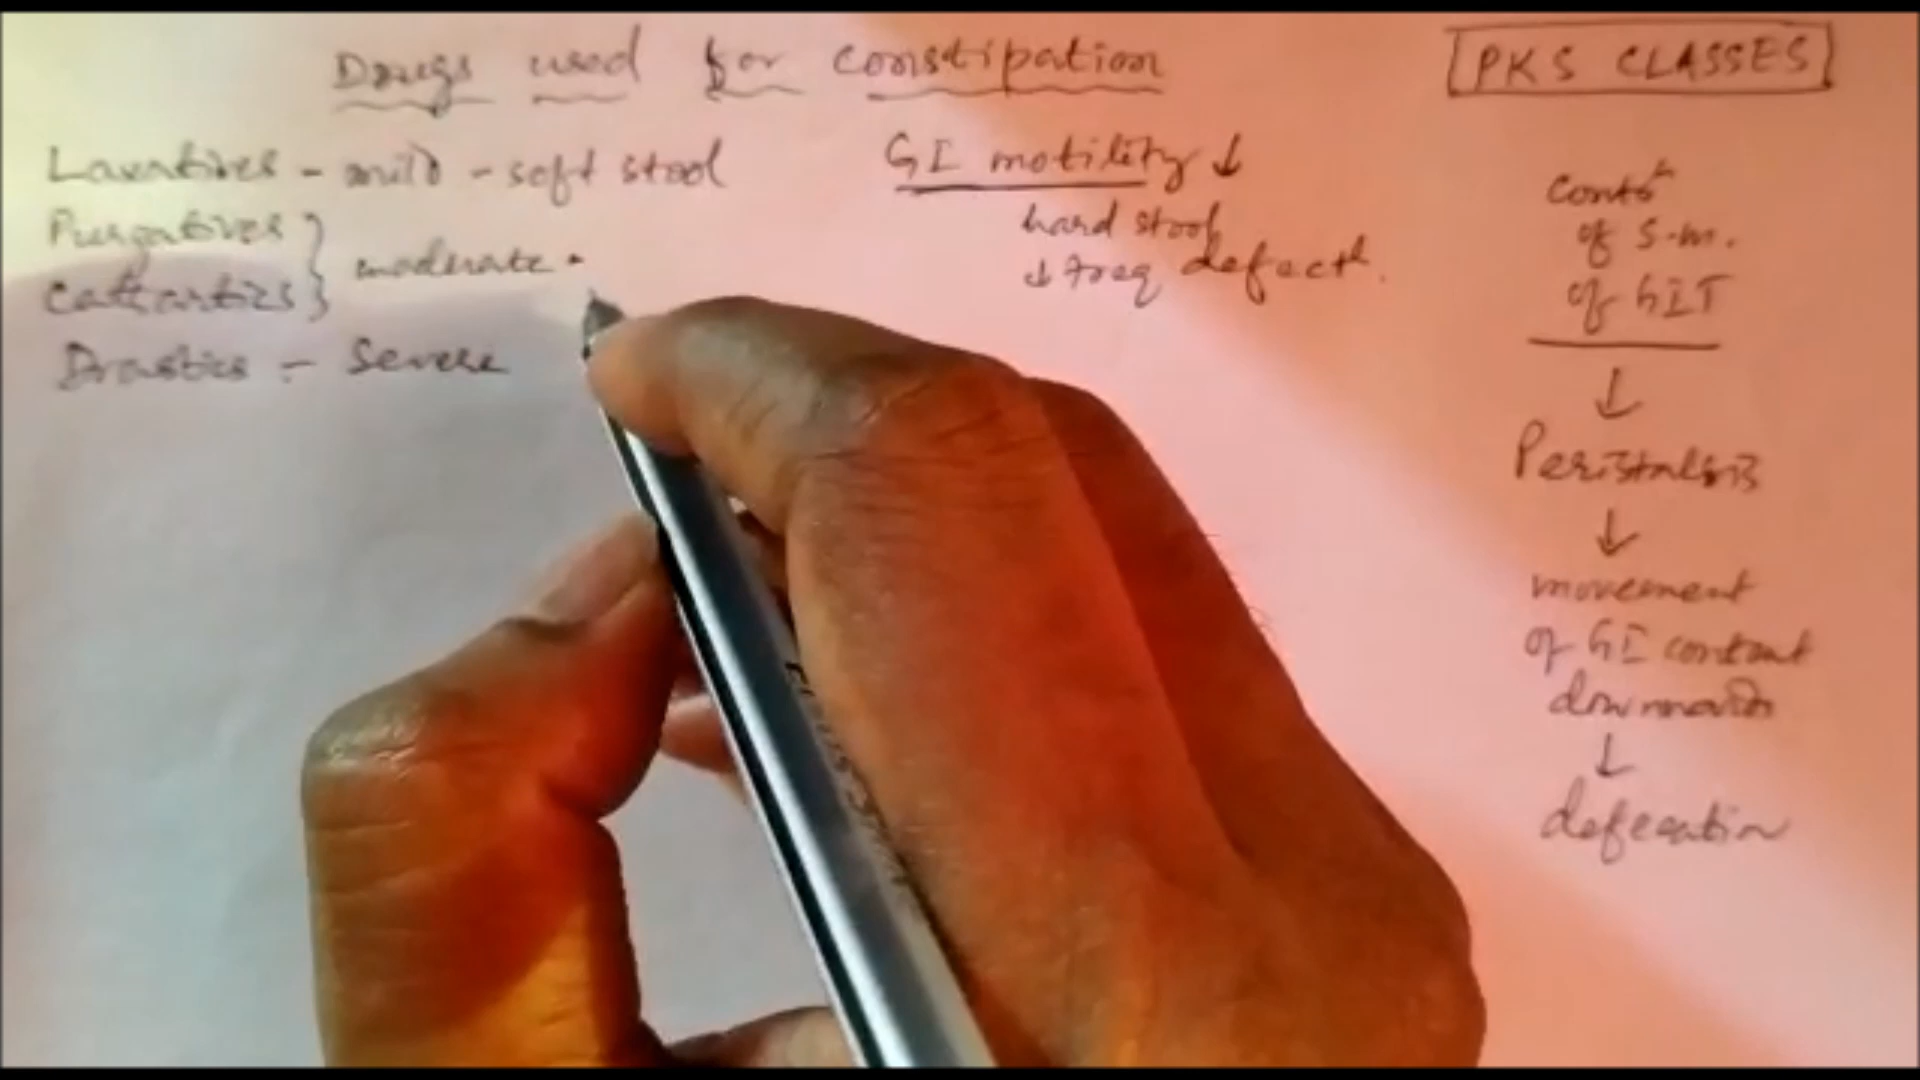 Drugs used for constipation
PKS CLASSES
Laxatives - mild - soft stool
Purgatives
Cathartics } moderate -
Drastics - Severe
GI motility ↓
hard stool
↓ freq defectⁿ.
Contⁿ
of S.m.
of GIT
↓
Peristalsis
↓
movement
of GI content
downwards
↓
defecation